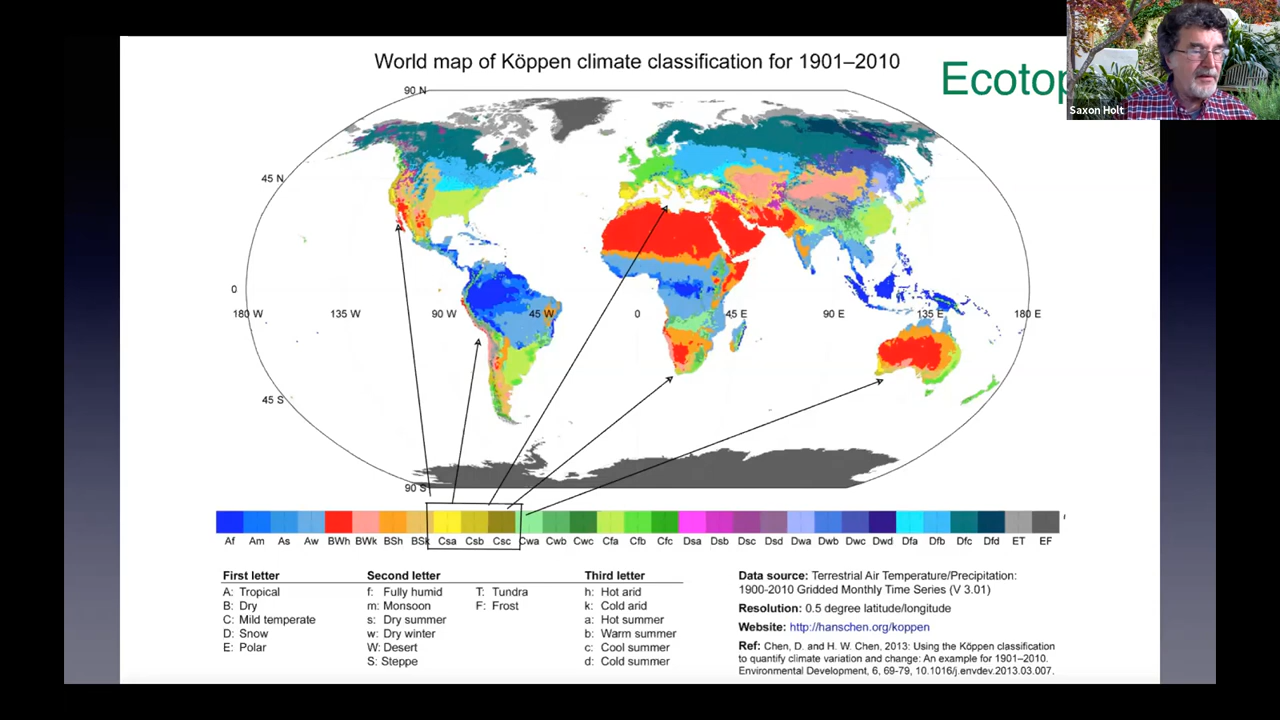 World map of Köppen climate classification for 1901–2010
Ecotop
Saxon Holt
90 N
45 N
0
180 W 135 W 90 W 45 W 0 45 E 90 E 135 E 180 E
45 S
90 S
Af Am As Aw BWh BWk BSh BSk Csa Csb Csc Cwa Cwb Cwc Cfa Cfb Cfc Dsa Dsb Dsc Dsd Dwa Dwb Dwc Dwd Dfa Dfb Dfc Dfd ET EF
First letter
A: Tropical
B: Dry
C: Mild temperate
D: Snow
E: Polar
Second letter
f: Fully humid
m: Monsoon
s: Dry summer
w: Dry winter
W: Desert
S: Steppe
T: Tundra
F: Frost
Third letter
h: Hot arid
k: Cold arid
a: Hot summer
b: Warm summer
c: Cool summer
d: Cold summer
Data source: Terrestrial Air Temperature/Precipitation:
1900-2010 Gridded Monthly Time Series (V 3.01)
Resolution: 0.5 degree latitude/longitude
Website: http://hanschen.org/koppen
Ref: Chen, D. and H. W. Chen, 2013: Using the Köppen classification
to quantify climate variation and change: An example for 1901–2010.
Environmental Development, 6, 69-79, 10.1016/j.envdev.2013.03.007.